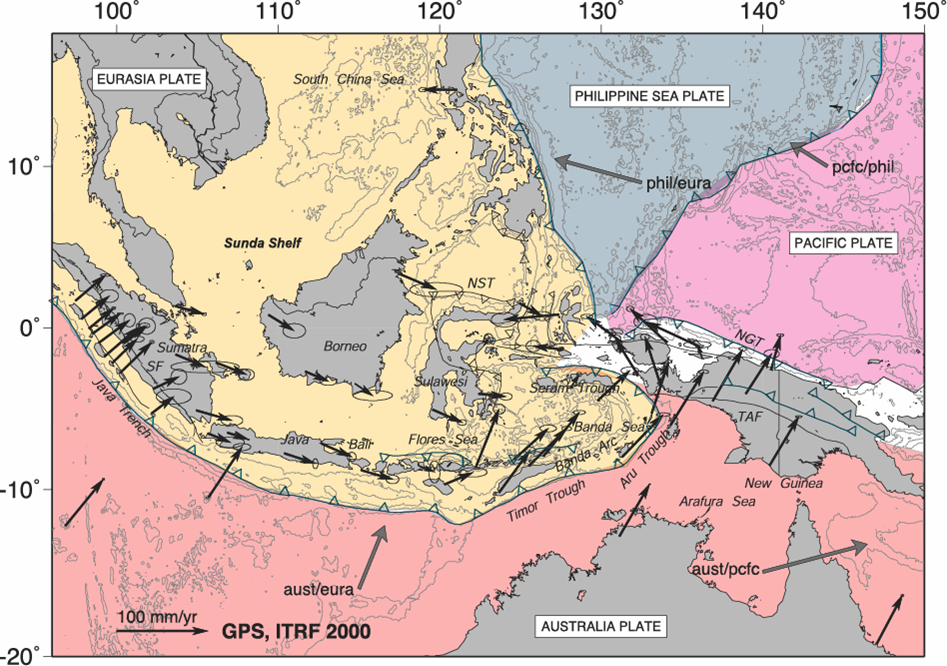 100˚ 110˚ 120˚ 130˚ 140˚ 150˚
EURASIA PLATE
South China Sea
PHILIPPINE SEA PLATE
10˚
phil/eura
pcfc/phil
Sunda Shelf
PACIFIC PLATE
NST
0˚
NGT
Sumatra
SF
Borneo
Sulawesi
Seram Trough
Java Trench
TAF
Java
Bali
Flores Sea
Banda Sea
Banda Arc
Aru Trough
New Guinea
-10˚
Timor Trough
Arafura Sea
aust/eura
aust/pcfc
100 mm/yr
GPS, ITRF 2000
AUSTRALIA PLATE
-20˚